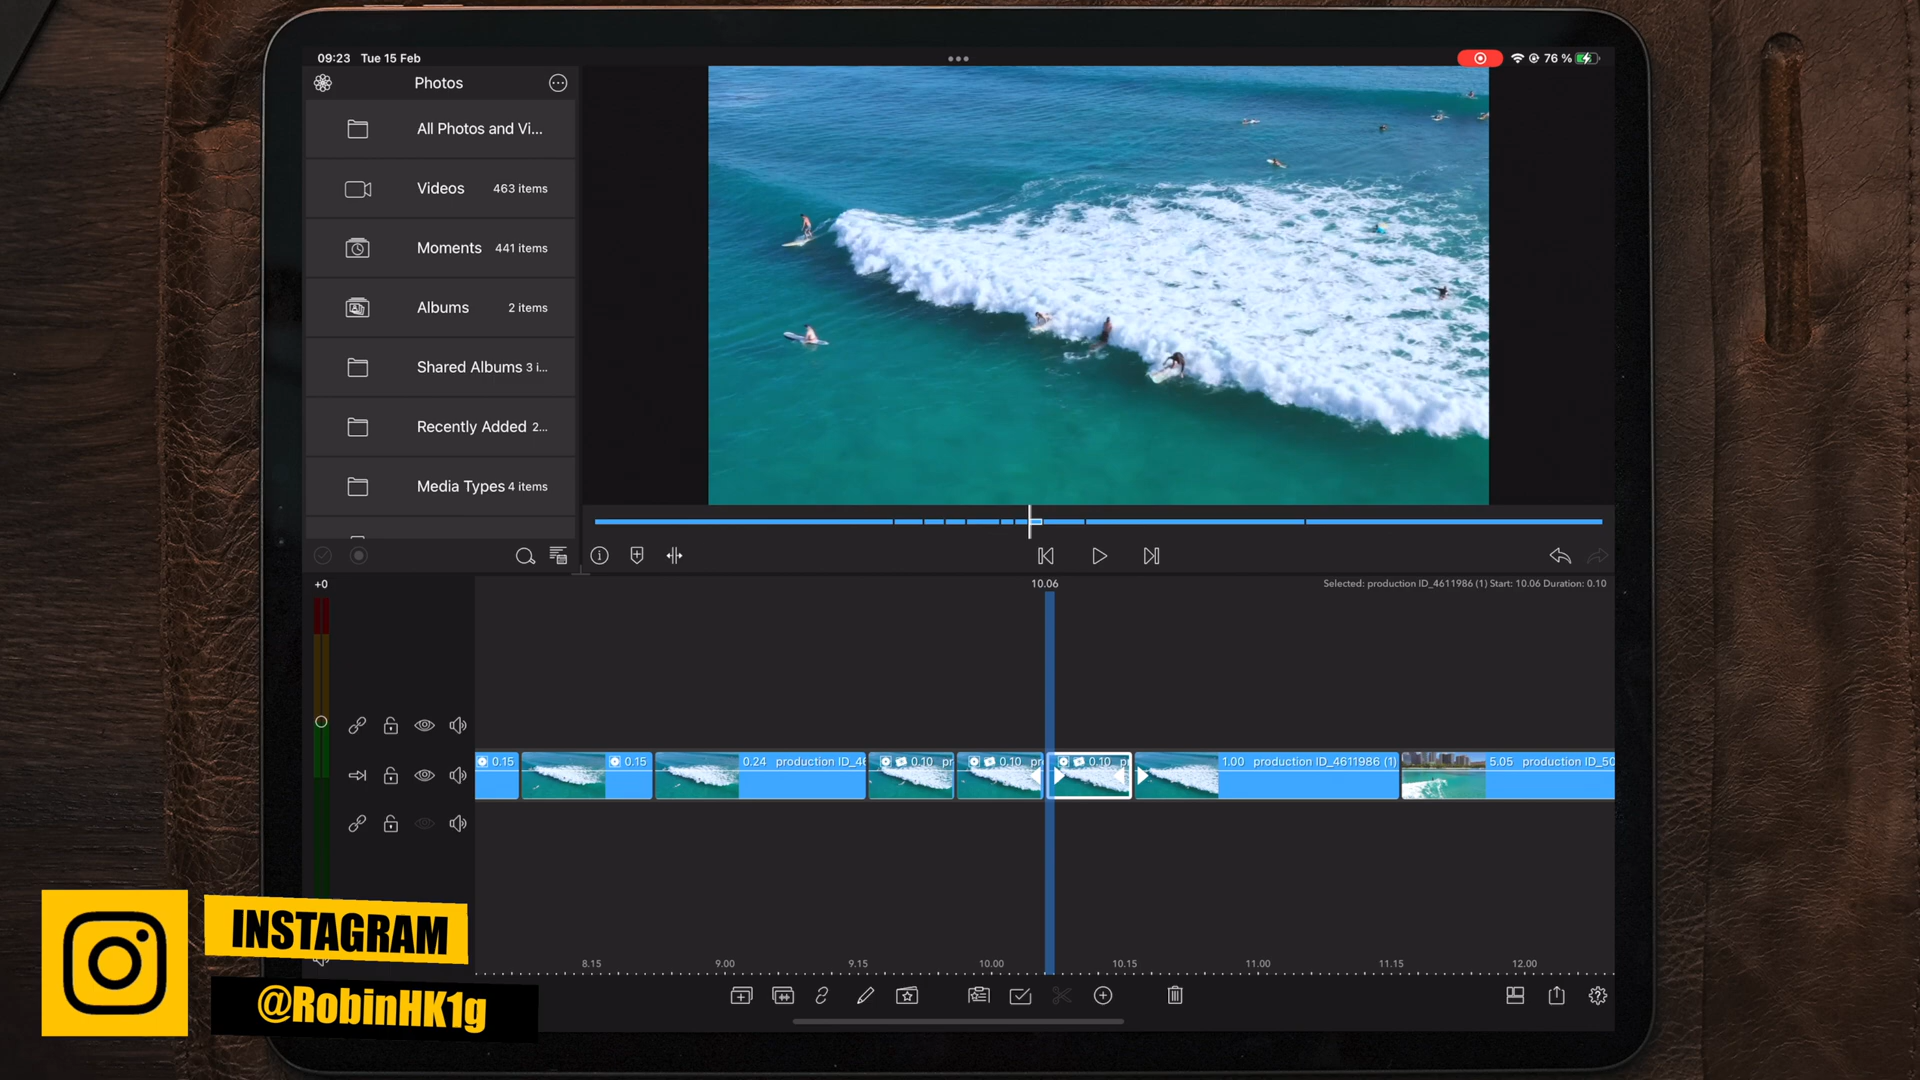 09:23 Tue 15 Feb
76 %
Photos
All Photos and Vi...
Videos 463 items
Moments 441 items
Albums 2 items
Shared Albums 3 i...
Recently Added 2...
Media Types 4 items
+0
10.06
Selected: production ID_4611986 (1) Start: 10.06 Duration: 0.10
0.15
0.15
0.24 production ID_46
0.10 pr
0.10 pr
0.10 p
1.00 production ID_4611986 (1)
5.05 production ID_50
8.15 9.00 9.15 10.00 10.15 11.00 11.15 12.00
INSTAGRAM
@RobinHK1g